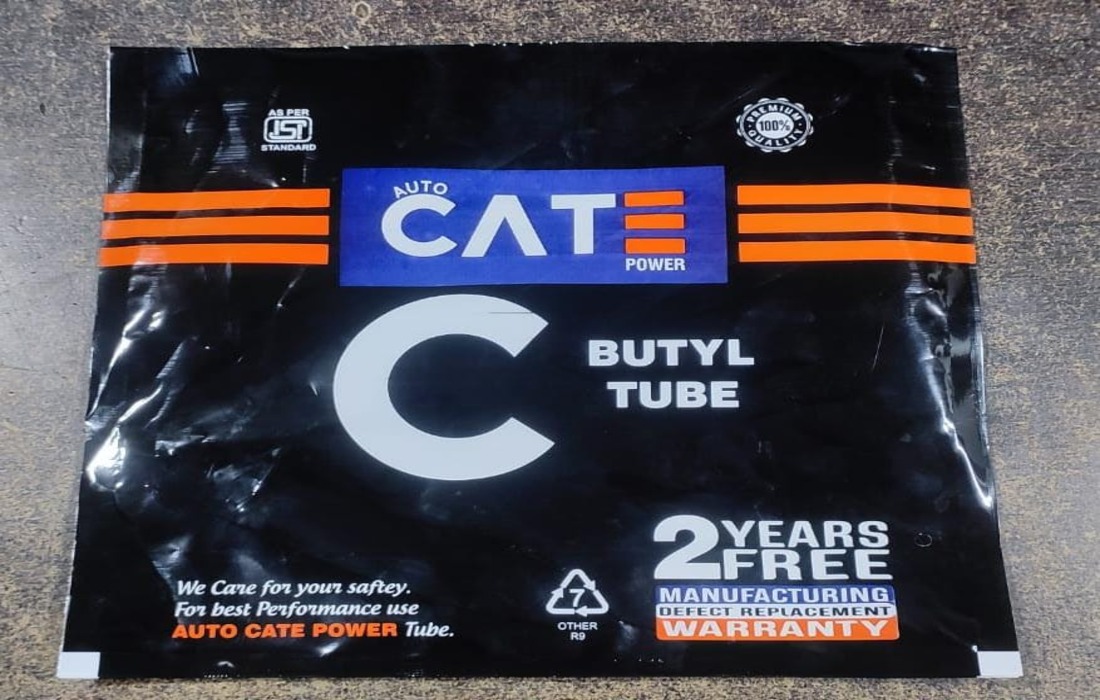 AS PER
ISI
STANDARD
PREMIUM
100%
QUALITY
AUTO
CATE
POWER
C
BUTYL
TUBE
2 YEARS
FREE
MANUFACTURING
DEFECT REPLACEMENT
WARRANTY
We Care for your saftey.
For best Performance use
AUTO CATE POWER Tube.
7
OTHER
R9